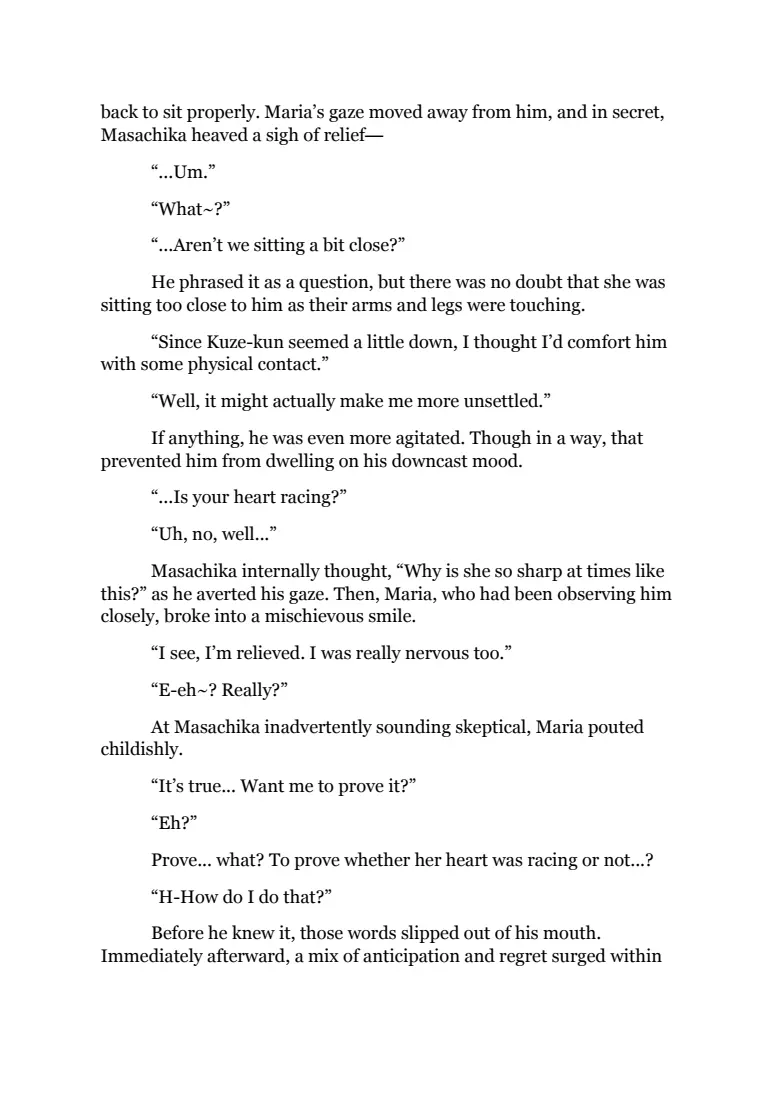 back to sit properly. Maria’s gaze moved away from him, and in secret,
Masachika heaved a sigh of relief—
“…Um.”
“What~?”
“…Aren’t we sitting a bit close?”
He phrased it as a question, but there was no doubt that she was
sitting too close to him as their arms and legs were touching.
“Since Kuze-kun seemed a little down, I thought I’d comfort him
with some physical contact.”
“Well, it might actually make me more unsettled.”
If anything, he was even more agitated. Though in a way, that
prevented him from dwelling on his downcast mood.
“…Is your heart racing?”
“Uh, no, well…”
Masachika internally thought, “Why is she so sharp at times like
this?” as he averted his gaze. Then, Maria, who had been observing him
closely, broke into a mischievous smile.
“I see, I’m relieved. I was really nervous too.”
“E-eh~? Really?”
At Masachika inadvertently sounding skeptical, Maria pouted
childishly.
“It’s true… Want me to prove it?”
“Eh?”
Prove… what? To prove whether her heart was racing or not…?
“H-How do I do that?”
Before he knew it, those words slipped out of his mouth.
Immediately afterward, a mix of anticipation and regret surged within